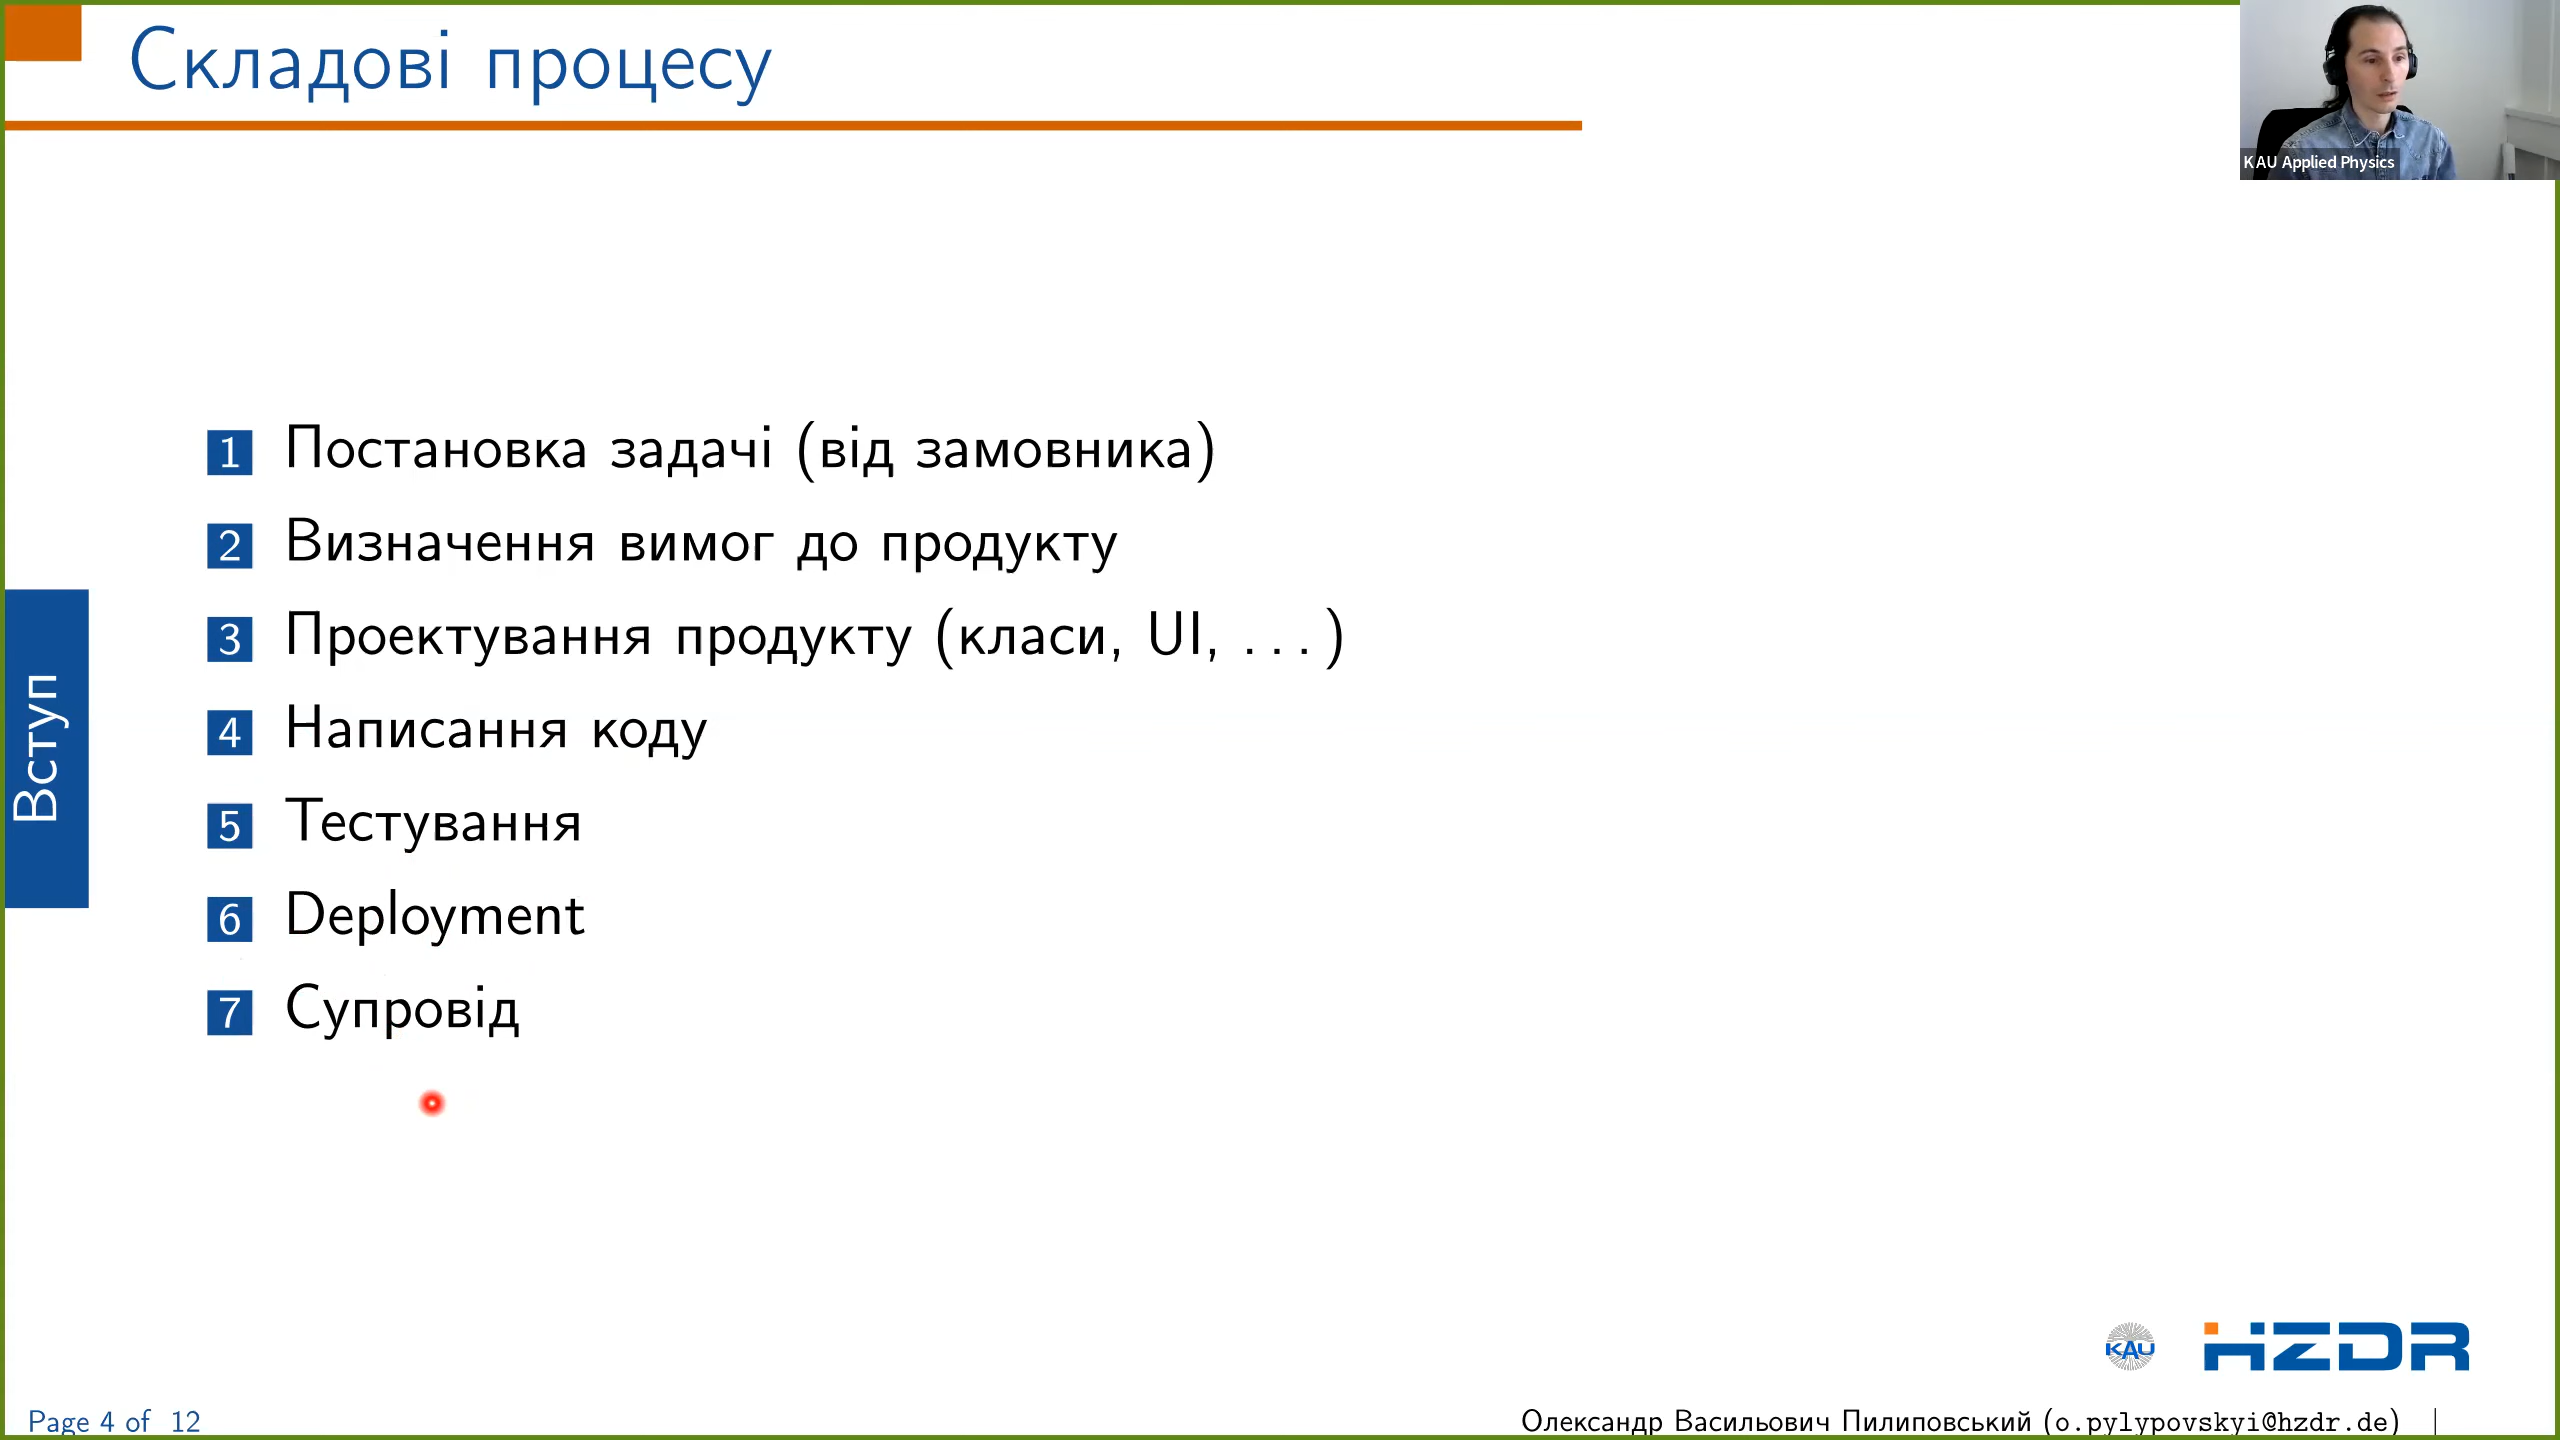 Складові процесу
KAU Applied Physics
1 Постановка задачі (від замовника)
2 Визначення вимог до продукту
3 Проектування продукту (класи, UI, ...)
4 Написання коду
5 Тестування
6 Deployment
7 Супровід
Вступ
KAU
HZDR
Page 4 of 12
Олександр Васильович Пилиповський (o.pylypovskyi@hzdr.de) |